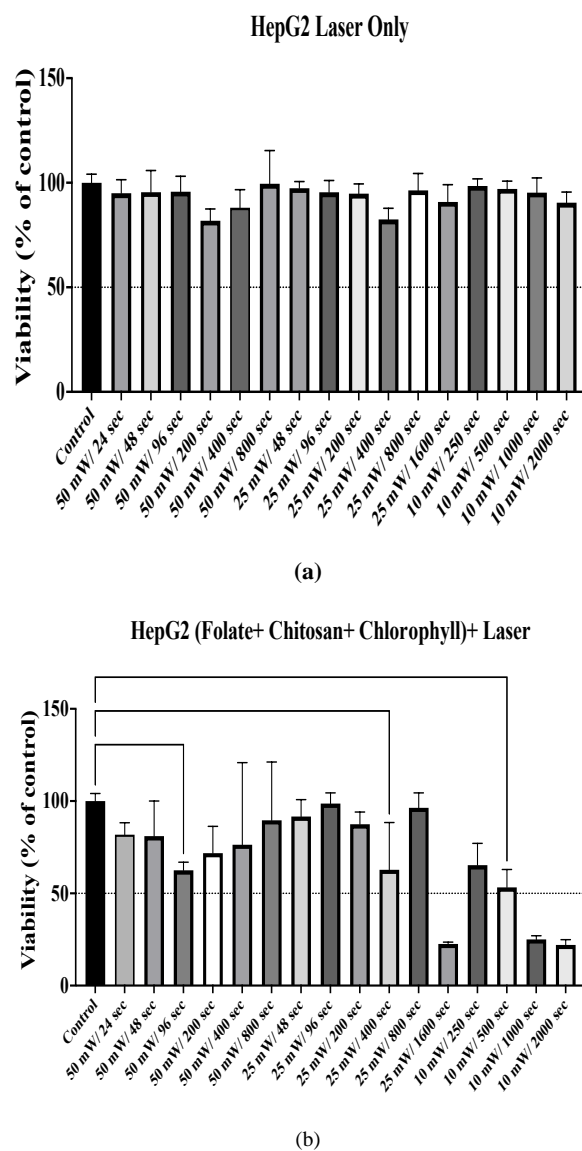 HepG2 Laser Only
Viability (% of control)
150
100
50
0
Control
50 mW/ 24 sec
50 mW/ 48 sec
50 mW/ 96 sec
50 mW/ 200 sec
50 mW/ 400 sec
50 mW/ 800 sec
25 mW/ 48 sec
25 mW/ 96 sec
25 mW/ 200 sec
25 mW/ 400 sec
25 mW/ 800 sec
25 mW/ 1600 sec
10 mW/ 250 sec
10 mW/ 500 sec
10 mW/ 1000 sec
10 mW/ 2000 sec
(a)
HepG2 (Folate+ Chitosan+ Chlorophyll)+ Laser
Viability (% of control)
150
100
50
0
Control
50 mW/ 24 sec
50 mW/ 48 sec
50 mW/ 96 sec
50 mW/ 200 sec
50 mW/ 400 sec
50 mW/ 800 sec
25 mW/ 48 sec
25 mW/ 96 sec
25 mW/ 200 sec
25 mW/ 400 sec
25 mW/ 800 sec
25 mW/ 1600 sec
10 mW/ 250 sec
10 mW/ 500 sec
10 mW/ 1000 sec
10 mW/ 2000 sec
(b)